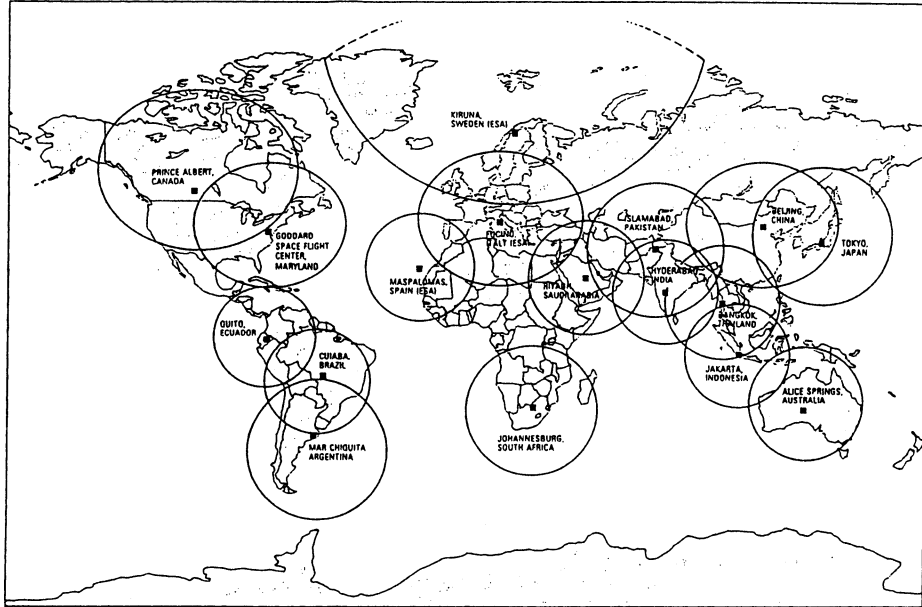 KIRUNA,
SWEDEN (ESA)
PRINCE ALBERT,
CANADA
GODDARD
SPACE FLIGHT
CENTER,
MARYLAND
FUCINO,
ITALY (ESA)
MASPALOMAS,
SPAIN (ESA)
RIYADH,
SAUDI ARABIA
ISLAMABAD,
PAKISTAN
HYDERABAD,
INDIA
BEIJING,
CHINA
TOKYO,
JAPAN
BANGKOK,
THAILAND
QUITO,
ECUADOR
CUIABA,
BRAZIL
JAKARTA,
INDONESIA
ALICE SPRINGS,
AUSTRALIA
MAR CHIQUITA
ARGENTINA
JOHANNESBURG,
SOUTH AFRICA